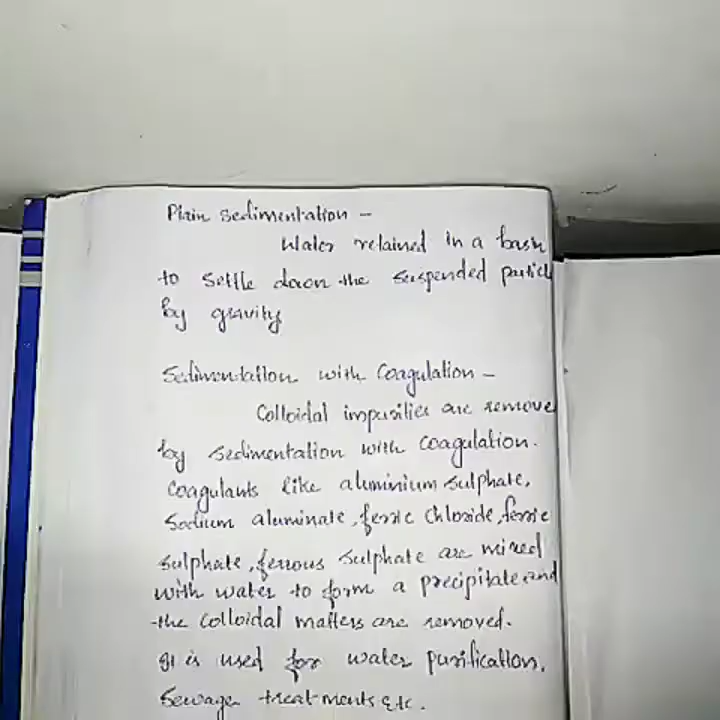 Plain Sedimentation -
Water retained in a basin
to settle down the suspended particle
by gravity
Sedimentation with Coagulation -
Colloidal impurities are remove
by sedimentation with coagulation.
Coagulants like aluminium sulphate,
Sodium aluminate, ferric chloride, ferric
sulphate, ferrous sulphate are mixed
with water to form a precipitate and
the colloidal matters are removed.
It is used for water purification,
Sewage treatments etc.